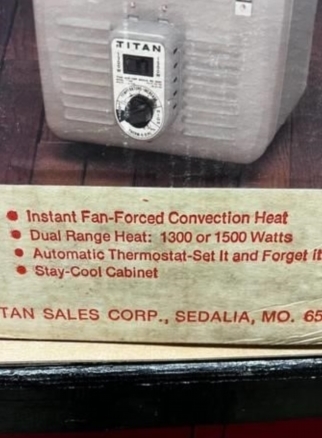 TITAN
• Instant Fan-Forced Convection Heat
• Dual Range Heat: 1300 or 1500 Watts
• Automatic Thermostat-Set It and Forget It
• Stay-Cool Cabinet
TAN SALES CORP., SEDALIA, MO. 65